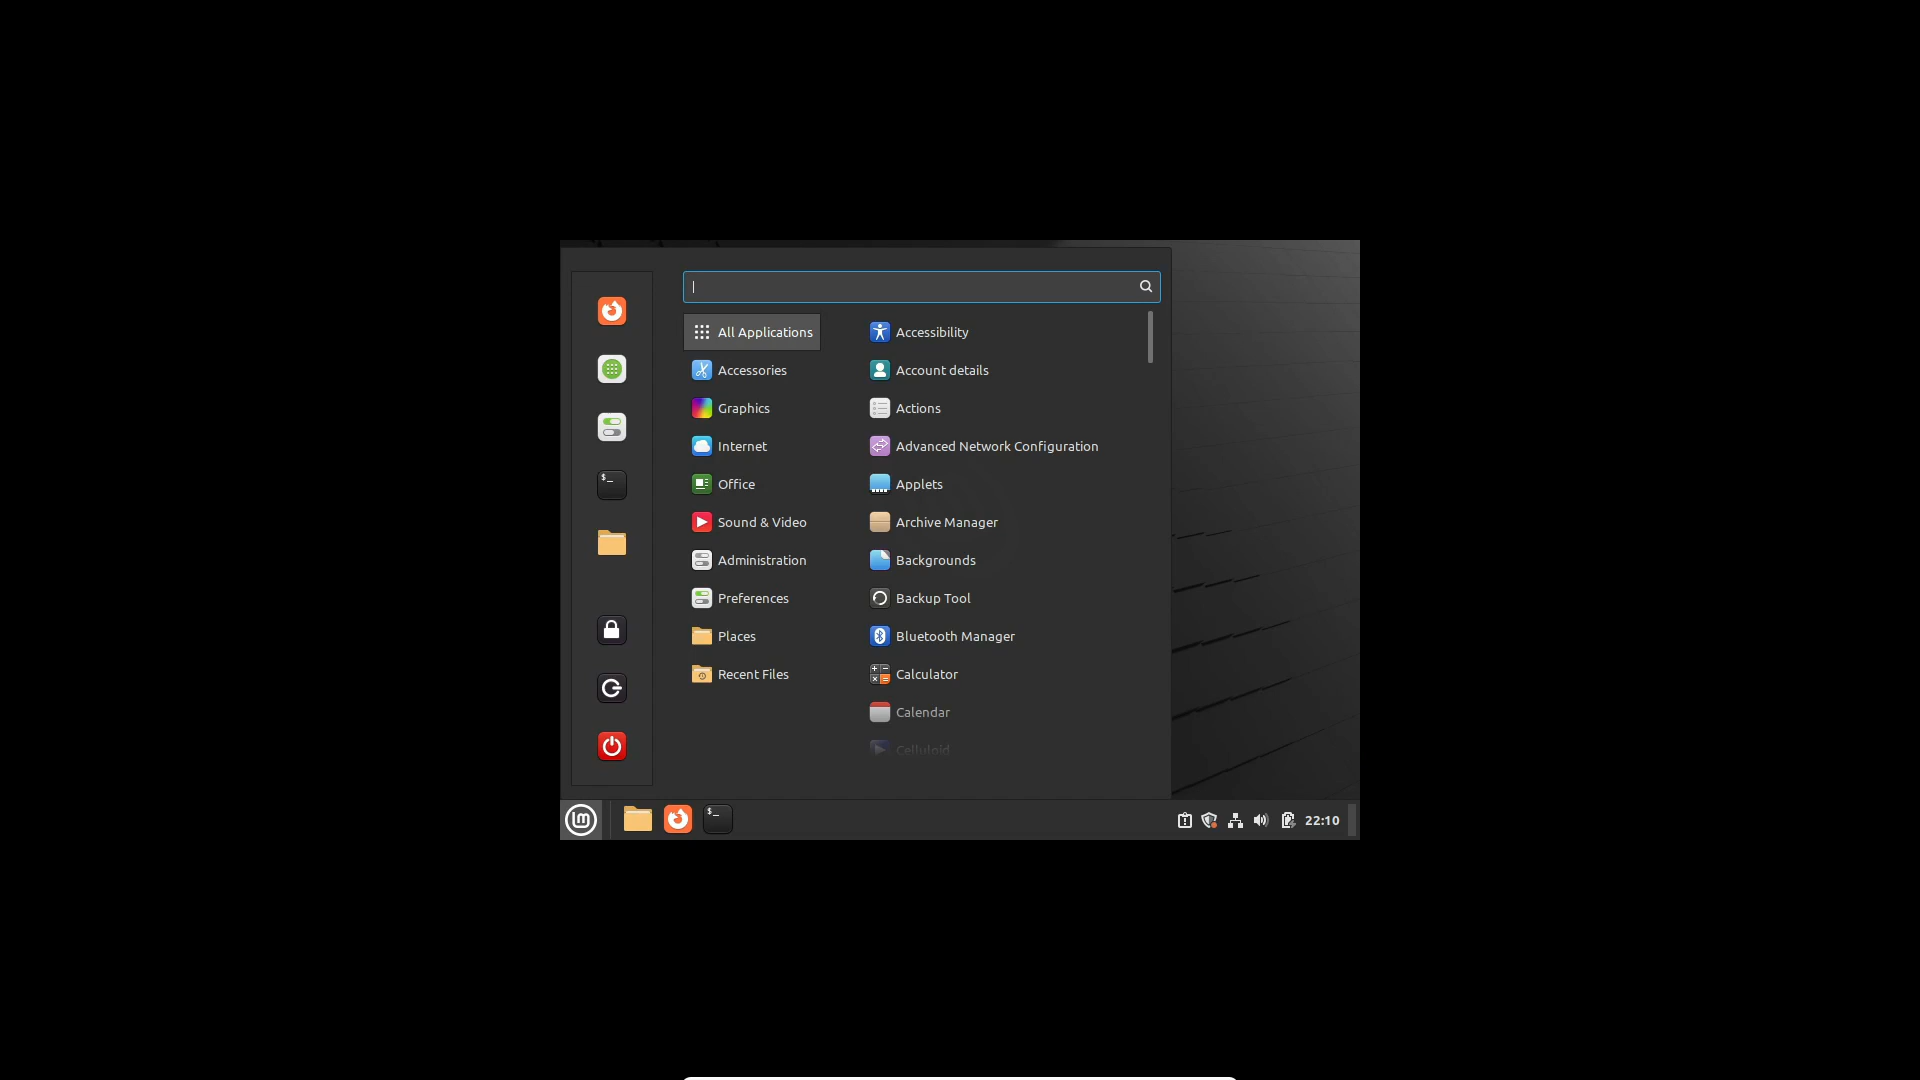 All Applications
Accessories
Graphics
Internet
Office
Sound & Video
Administration
Preferences
Places
Recent Files
Accessibility
Account details
Actions
Advanced Network Configuration
Applets
Archive Manager
Backgrounds
Backup Tool
Bluetooth Manager
Calculator
Calendar
Celluloid
$_
$_
22:10